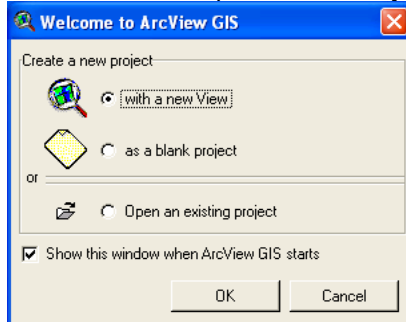 Welcome to ArcView GIS
Create a new project
with a new View
as a blank project
or
Open an existing project
Show this window when ArcView GIS starts
OK Cancel